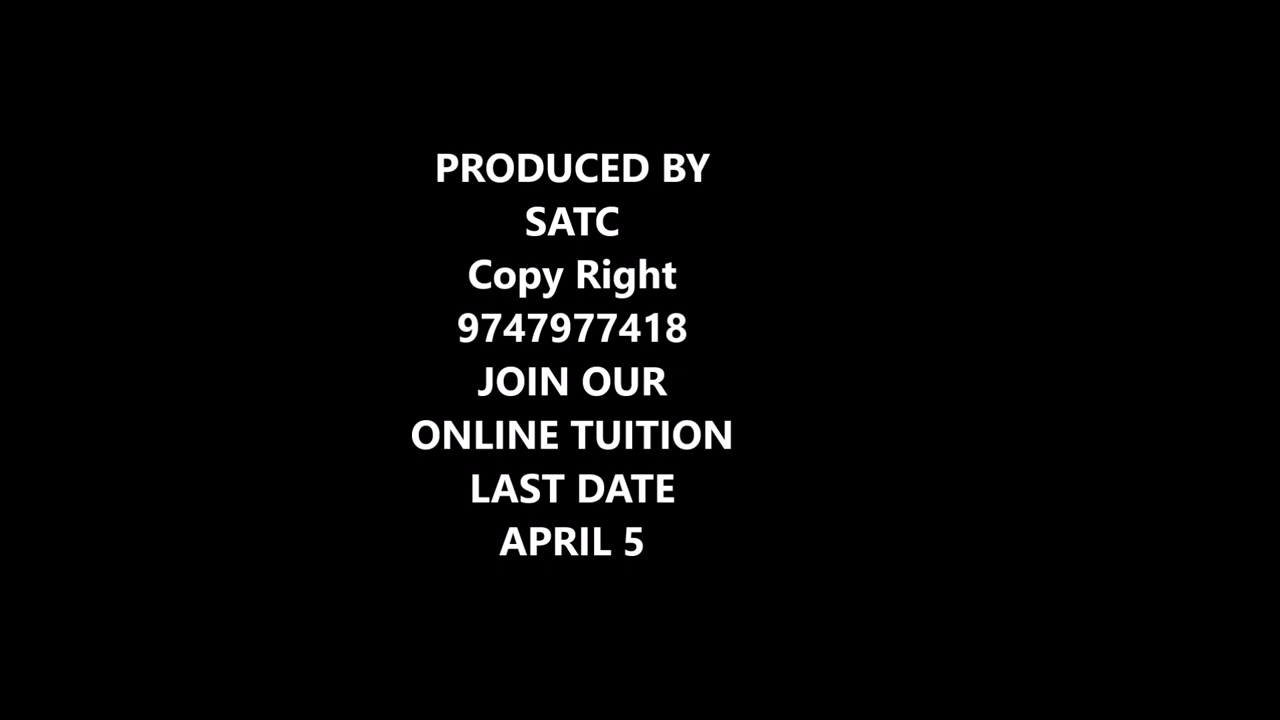 PRODUCED BY
SATC
Copy Right
9747977418
JOIN OUR
ONLINE TUITION
LAST DATE
APRIL 5